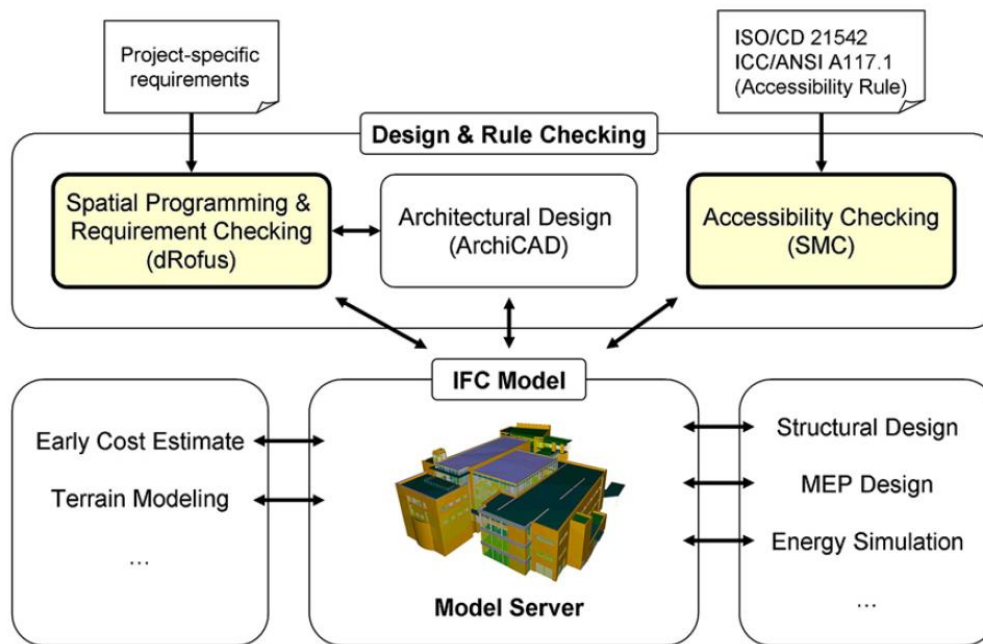 Project-specific
requirements
ISO/CD 21542
ICC/ANSI A117.1
(Accessibility Rule)
Design & Rule Checking
Spatial Programming &
Requirement Checking
(dRofus)
Architectural Design
(ArchiCAD)
Accessibility Checking
(SMC)
IFC Model
Early Cost Estimate
Terrain Modeling
...
Model Server
Structural Design
MEP Design
Energy Simulation
...